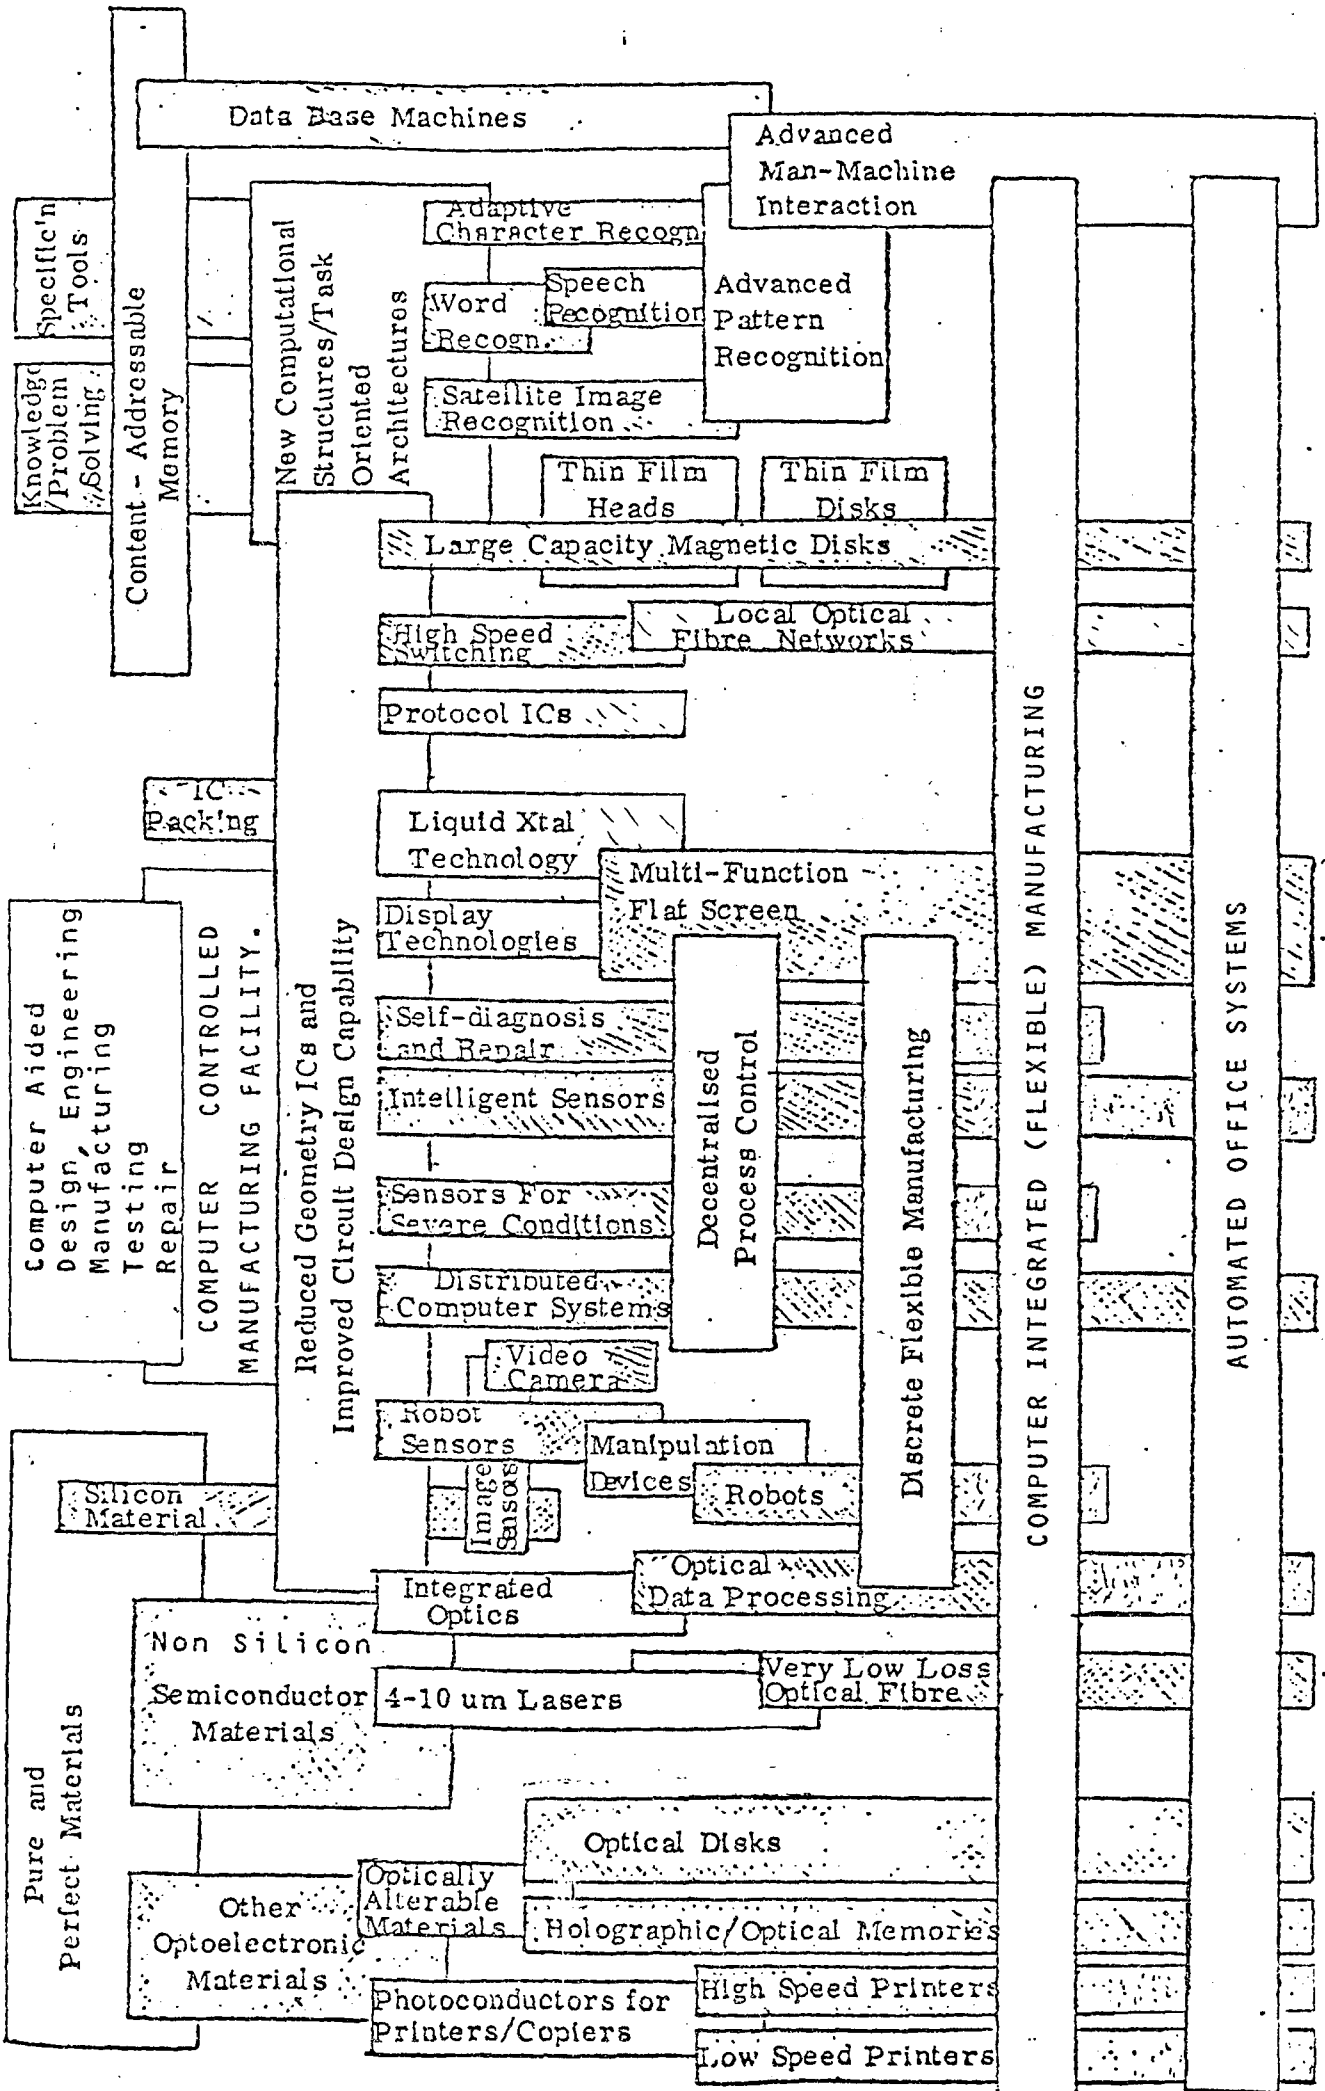 Data Base Machines
Advanced
Man-Machine
Interaction
Specific'n
Tools
Knowledge
/Problem
Solving
Content - Addressable
Memory
New Computational
Structures/Task
Oriented
Architectures
Adaptive
Character Recogn
Word
Recogn.
Speech
Recognition
Advanced
Pattern
Recognition
Satellite Image
Recognition
Thin Film
Heads
Thin Film
Disks
Large Capacity Magnetic Disks
High Speed
Switching
Local Optical
Fibre Networks
Protocol ICs
IC
Packing
Liquid Xtal
Technology
Multi-Function
Flat Screen
Display
Technologies
Computer Aided
Design, Engineering
Manufacturing
Testing
Repair
COMPUTER CONTROLLED
MANUFACTURING FACILITY.
Reduced Geometry ICs and
Improved Circuit Design Capability
Self-diagnosis
and Repair
Intelligent Sensors
Sensors For
Severe Conditions
Distributed
Computer Systems
Decentralised
Process Control
Discrete Flexible Manufacturing
COMPUTER INTEGRATED (FLEXIBLE) MANUFACTURING
AUTOMATED OFFICE SYSTEMS
Video
Camera
Robot
Sensors
Image
Sensors
Manipulation
Devices
Robots
Silicon
Material
Pure and
Perfect Materials
Integrated
Optics
Optical
Data Processing
Non Silicon
Semiconductor
Materials
4-10 um Lasers
Very Low Loss
Optical Fibre
Optical Disks
Optically
Alterable
Materials
Other
Optoelectronic
Materials
Holographic/Optical Memories
Photoconductors for
Printers/Copiers
High Speed Printers
Low Speed Printers